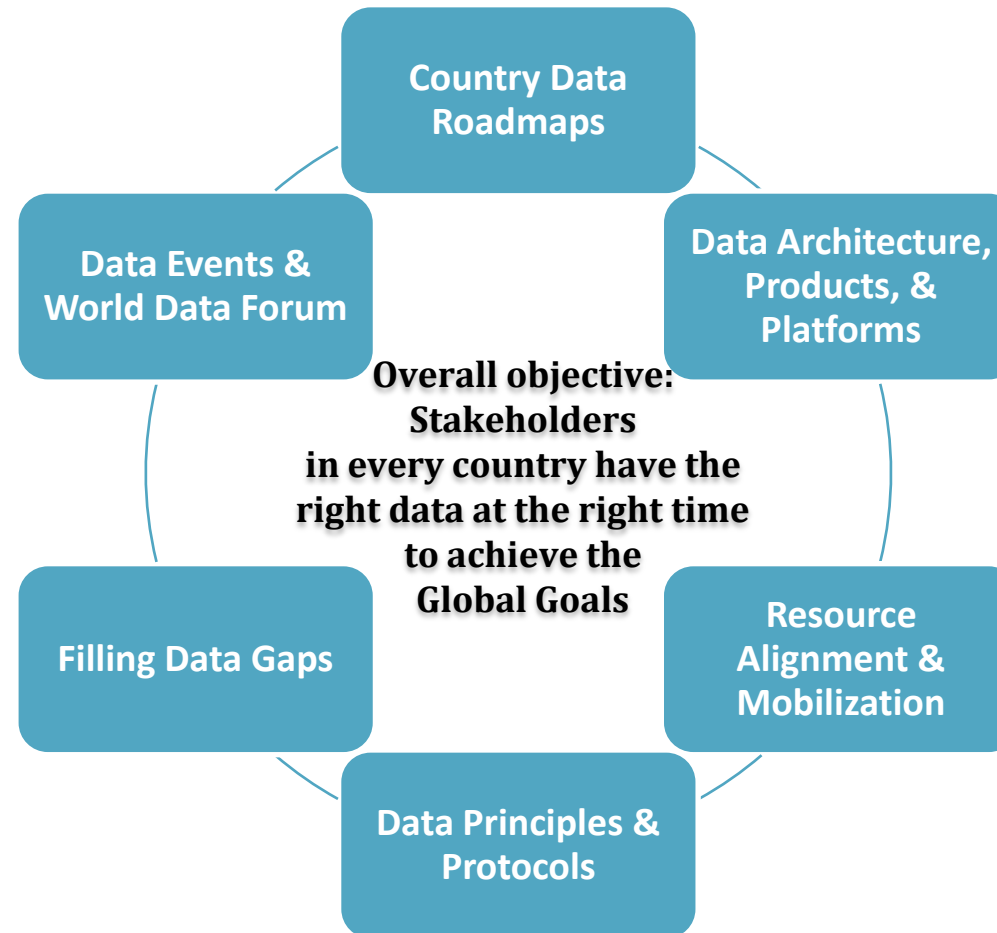 Country Data
Roadmaps
Data Architecture,
Products, &
Platforms
Resource
Alignment &
Mobilization
Data Principles &
Protocols
Filling Data Gaps
Data Events &
World Data Forum
Overall objective:
Stakeholders
in every country have the
right data at the right time
to achieve the
Global Goals